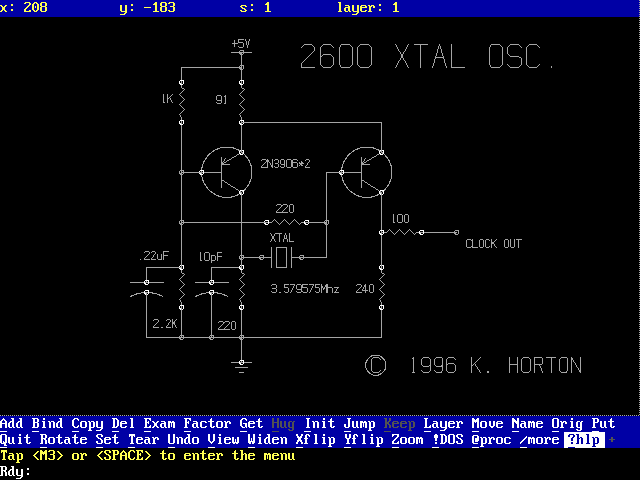 x: 208 y: -183 s: 1 layer: 1
+5V
2600 XTAL OSC.
1K
91
2N3906*2
220
100
XTAL
CLOCK OUT
.22uF
10pF
3.579575Mhz
240
2.2K
220
© 1996 K. HORTON
Add Bind Copy Del Exam Factor Get Hug Init Jump Keep Layer Move Name Orig Put
Quit Rotate Set Tear Undo View Widen Xflip Yflip Zoom !DOS @proc /more ?hlp +
Tap <M3> or <SPACE> to enter the menu
Rdy: